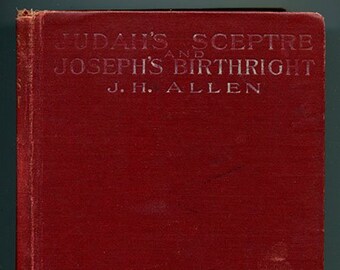 JUDAH'S SCEPTRE
AND
JOSEPH'S BIRTHRIGHT
J. H. ALLEN